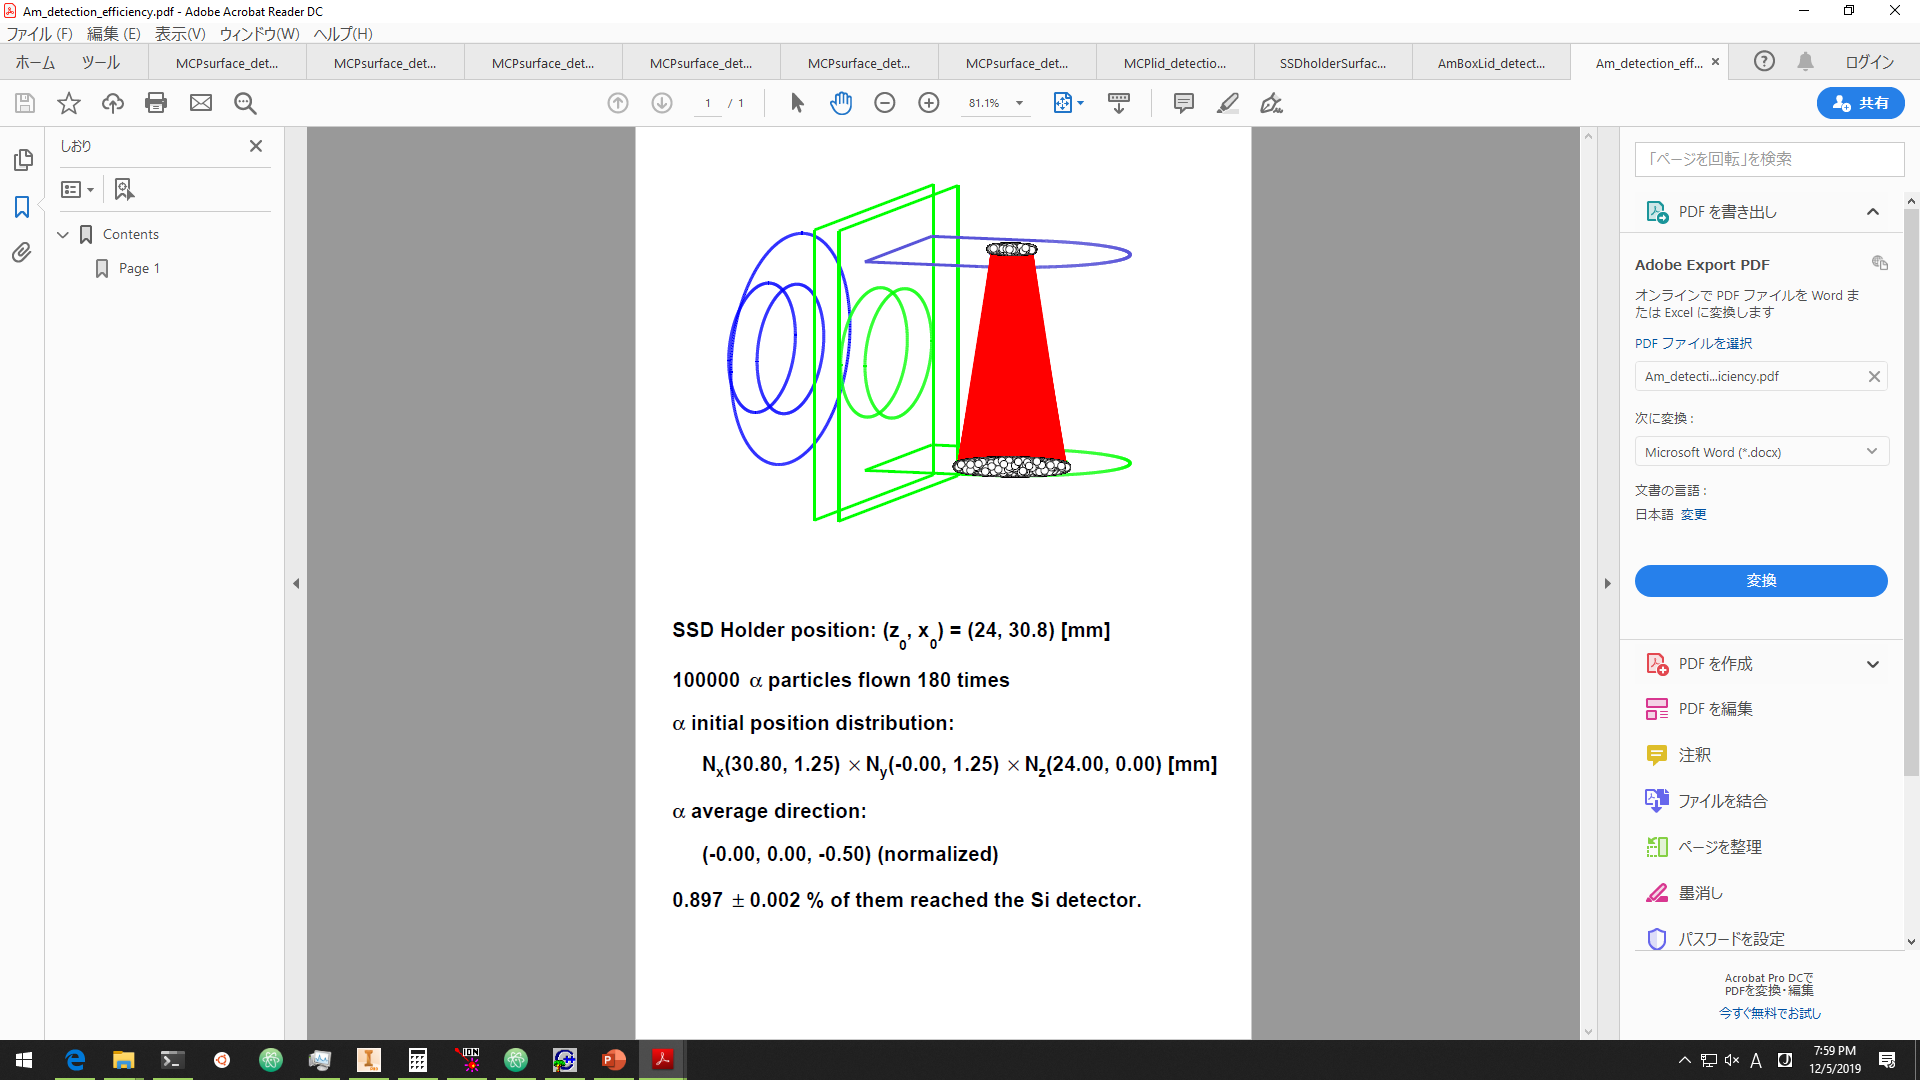 Am_detection_efficiency.pdf - Adobe Acrobat Reader DC
ファイル (F) 編集 (E) 表示(V) ウィンドウ(W) ヘルプ(H)
ホーム ツール MCPsurface_det... MCPsurface_det... MCPsurface_det... MCPsurface_det... MCPsurface_det... MCPsurface_det... MCPlid_detectio... SSDholderSurfac... AmBoxLid_detect... Am_detection_eff... ログイン
1 / 1 81.1% 共有
しおり
Contents
Page 1
SSD Holder position: (z0, x0) = (24, 30.8) [mm]
100000 α particles flown 180 times
α initial position distribution:
Nx(30.80, 1.25) × Ny(-0.00, 1.25) × Nz(24.00, 0.00) [mm]
α average direction:
(-0.00, 0.00, -0.50) (normalized)
0.897 ± 0.002 % of them reached the Si detector.
「ページを回転」を検索
PDF を書き出し
Adobe Export PDF
オンラインで PDF ファイルを Word ま
たは Excel に変換します
PDF ファイルを選択
Am_detecti...iciency.pdf
次に変換 :
Microsoft Word (*.docx)
文書の言語 :
日本語 変更
変換
PDF を作成
PDF を編集
注釈
ファイルを結合
ページを整理
墨消し
パスワードを設定
Acrobat Pro DCで
PDFを変換・編集
今すぐ無料でお試し
ION
A
7:59 PM
12/5/2019